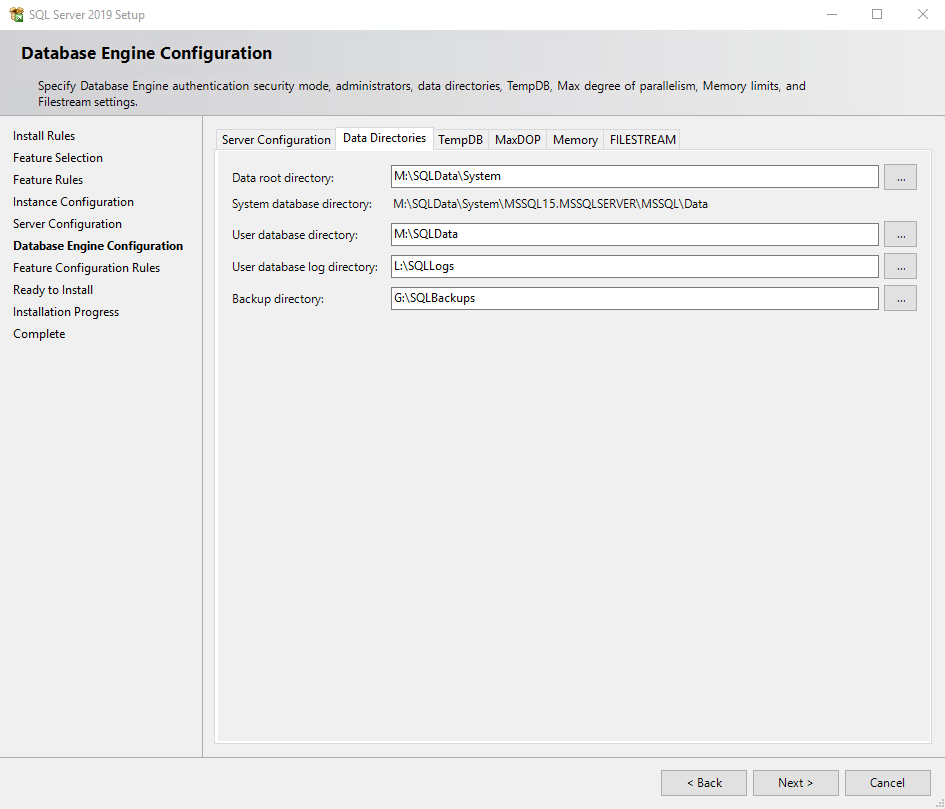 SQL Server 2019 Setup
Database Engine Configuration
Specify Database Engine authentication security mode, administrators, data directories, TempDB, Max degree of parallelism, Memory limits, and
Filestream settings.
Install Rules
Feature Selection
Feature Rules
Instance Configuration
Server Configuration
Database Engine Configuration
Feature Configuration Rules
Ready to Install
Installation Progress
Complete
Server Configuration Data Directories TempDB MaxDOP Memory FILESTREAM
Data root directory: M:\SQLData\System ...
System database directory: M:\SQLData\System\MSSQL15.MSSQLSERVER\MSSQL\Data
User database directory: M:\SQLData ...
User database log directory: L:\SQLLogs ...
Backup directory: G:\SQLBackups ...
< Back Next > Cancel